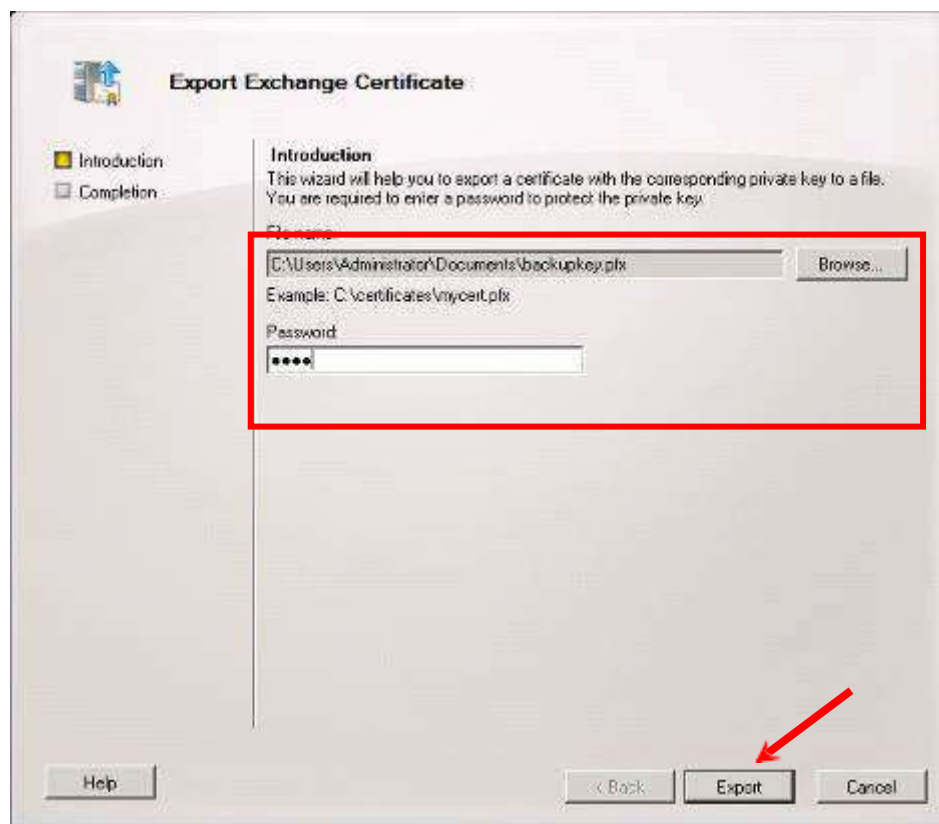 Export Exchange Certificate
Introduction
Completion
Introduction
This wizard will help you to export a certificate with the corresponding private key to a file.
You are required to enter a password to protect the private key.
File name:
C:\Users\Administrator\Documents\backupkey.pfx
Browse...
Example: C:\certificates\mycert.pfx
Password:
••••
Help
< Back
Export
Cancel